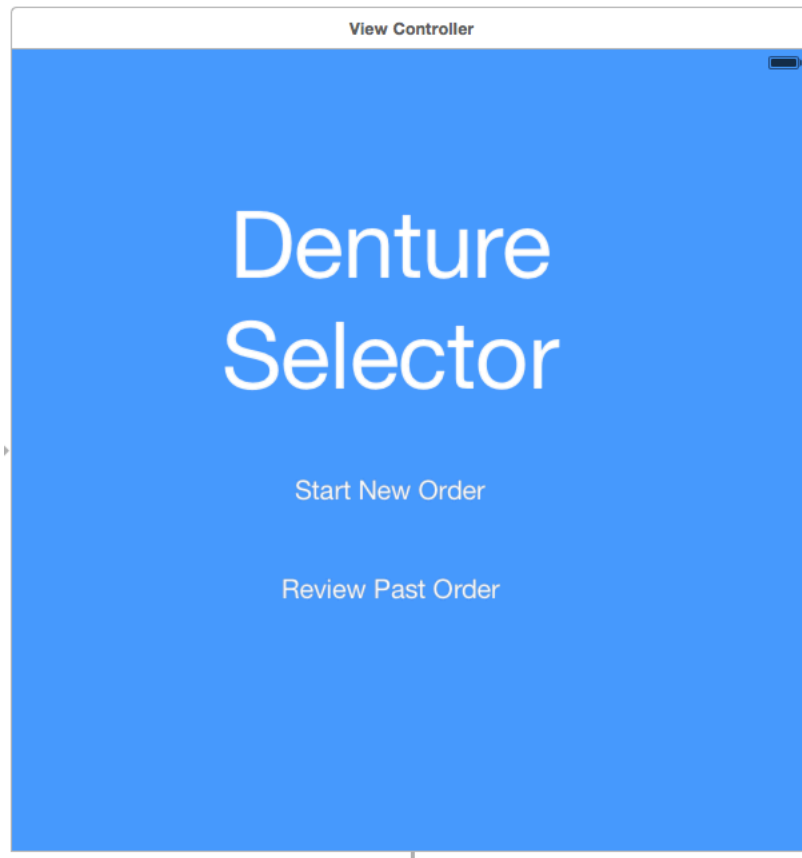 View Controller
Denture
Selector
Start New Order
Review Past Order